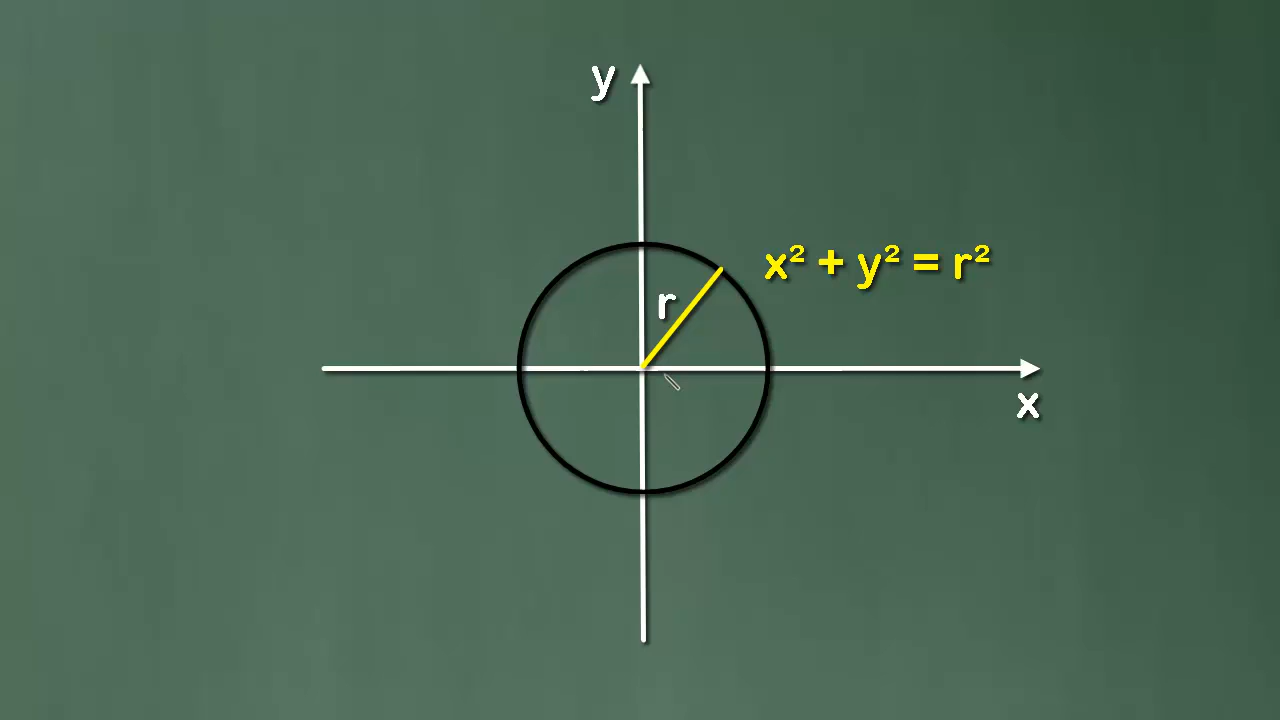 y
x² + y² = r²
r
x